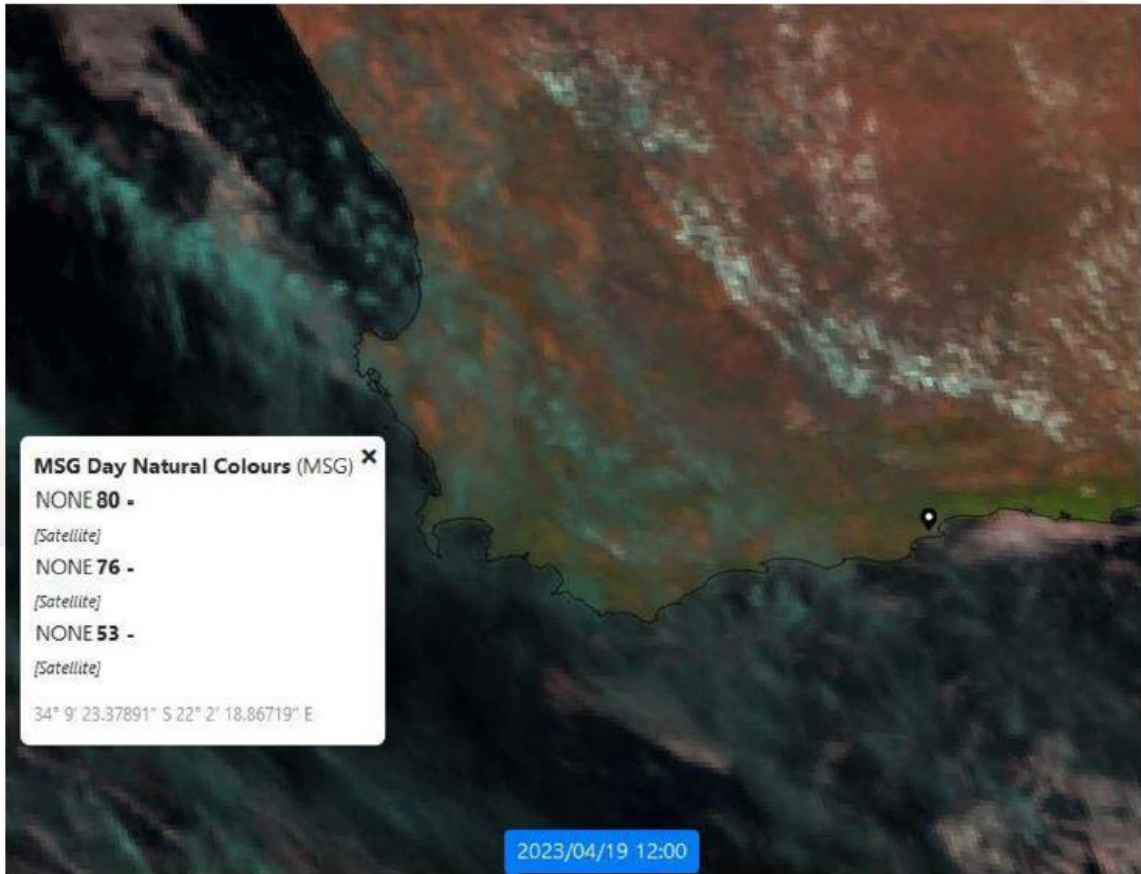 MSG Day Natural Colours (MSG) ×
NONE 80 -
[Satellite]
NONE 76 -
[Satellite]
NONE 53 -
[Satellite]
34° 9' 23.37891" S 22° 2' 18.86719" E
2023/04/19 12:00